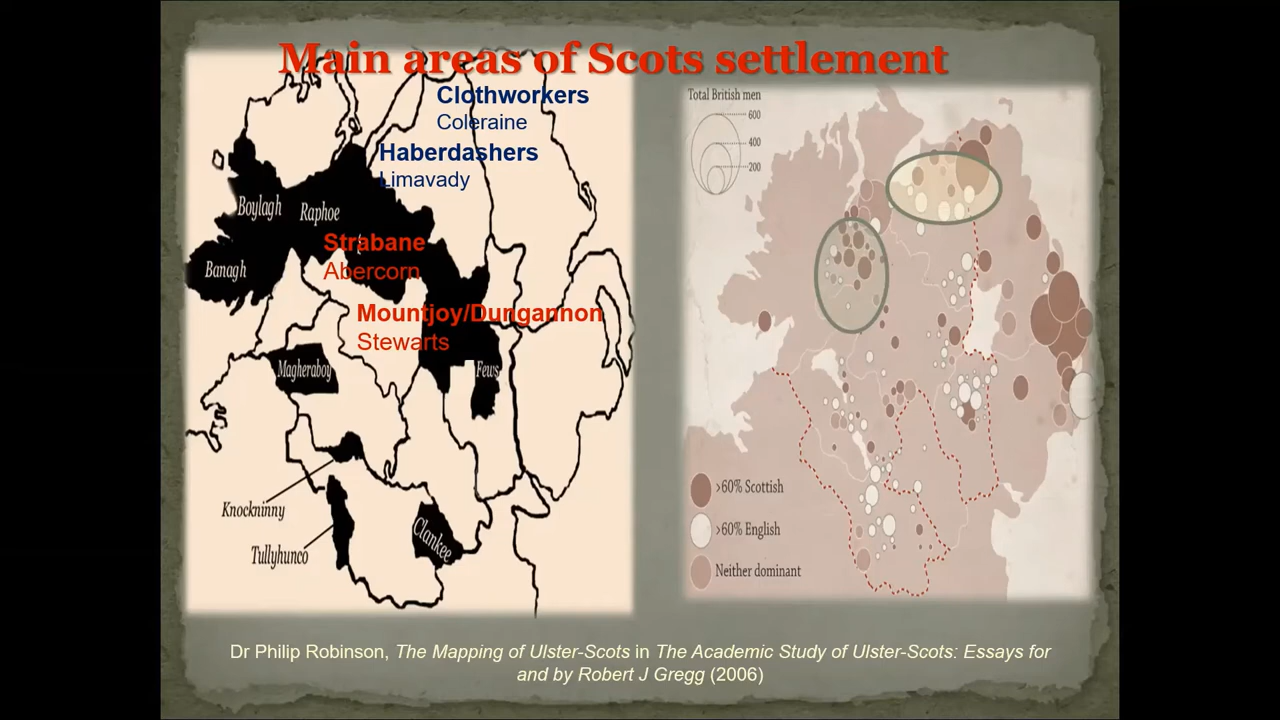 Main areas of Scots settlement
Clothworkers
Coleraine
Haberdashers
Limavady
Boylagh
Raphoe
Banagh
Strabane
Abercorn
Mountjoy/Dungannon
Stewarts
Magheraboy
Fews
Knockninny
Tullyhunco
Clankee
Total British men
600
400
200
>60% Scottish
>60% English
Neither dominant
Dr Philip Robinson, The Mapping of Ulster-Scots in The Academic Study of Ulster-Scots: Essays for
and by Robert J Gregg (2006)